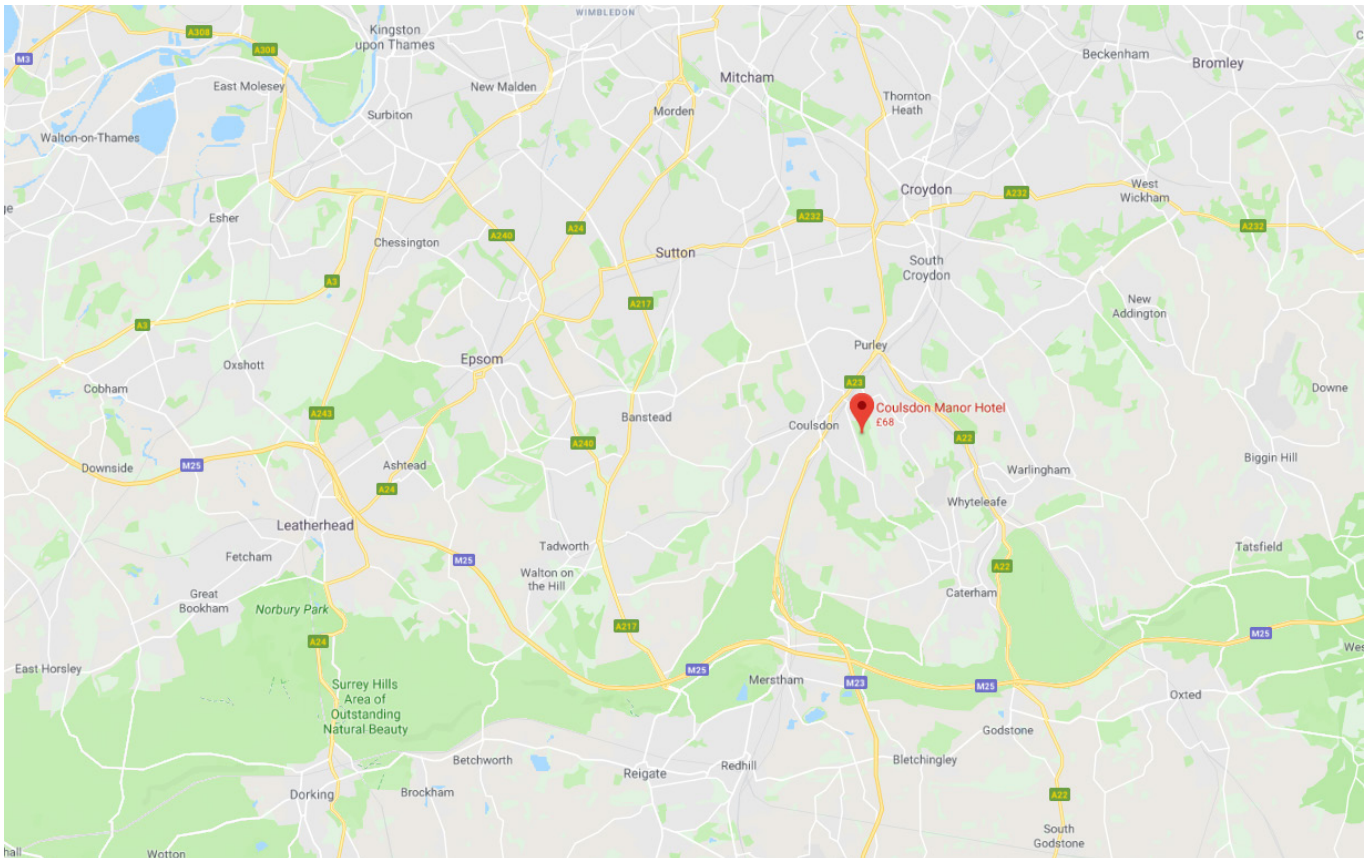 WIMBLEDON
A308
Kingston
upon Thames
C
M3
A308
Beckenham
Bromley
East Molesey
New Malden
Mitcham
Thornton
Heath
Surbiton
Morden
Walton-on-Thames
Croydon
A232
West
Wickham
ge
Esher
A232
A240
A24
A232
Chessington
Sutton
South
Croydon
A3
A217
New
Addington
A3
Purley
Oxshott
Epsom
A23
Cobham
Downe
Coulsdon Manor Hotel
£68
A243
Banstead
Coulsdon
A240
A22
Downside
M25
Ashtead
Warlingham
Biggin Hill
A24
Whyteleafe
Leatherhead
Fetcham
Tadworth
Tatsfield
M25
Walton on
the Hill
A22
Great
Bookham
Caterham
Norbury Park
A217
A24
M25
East Horsley
M25
Wes
Merstham
M23
M25
Surrey Hills
Area of
Outstanding
Natural Beauty
Oxted
Godstone
Betchworth
Bletchingley
Redhill
Reigate
Dorking
Brockham
A22
South
Godstone
hall
Wotton